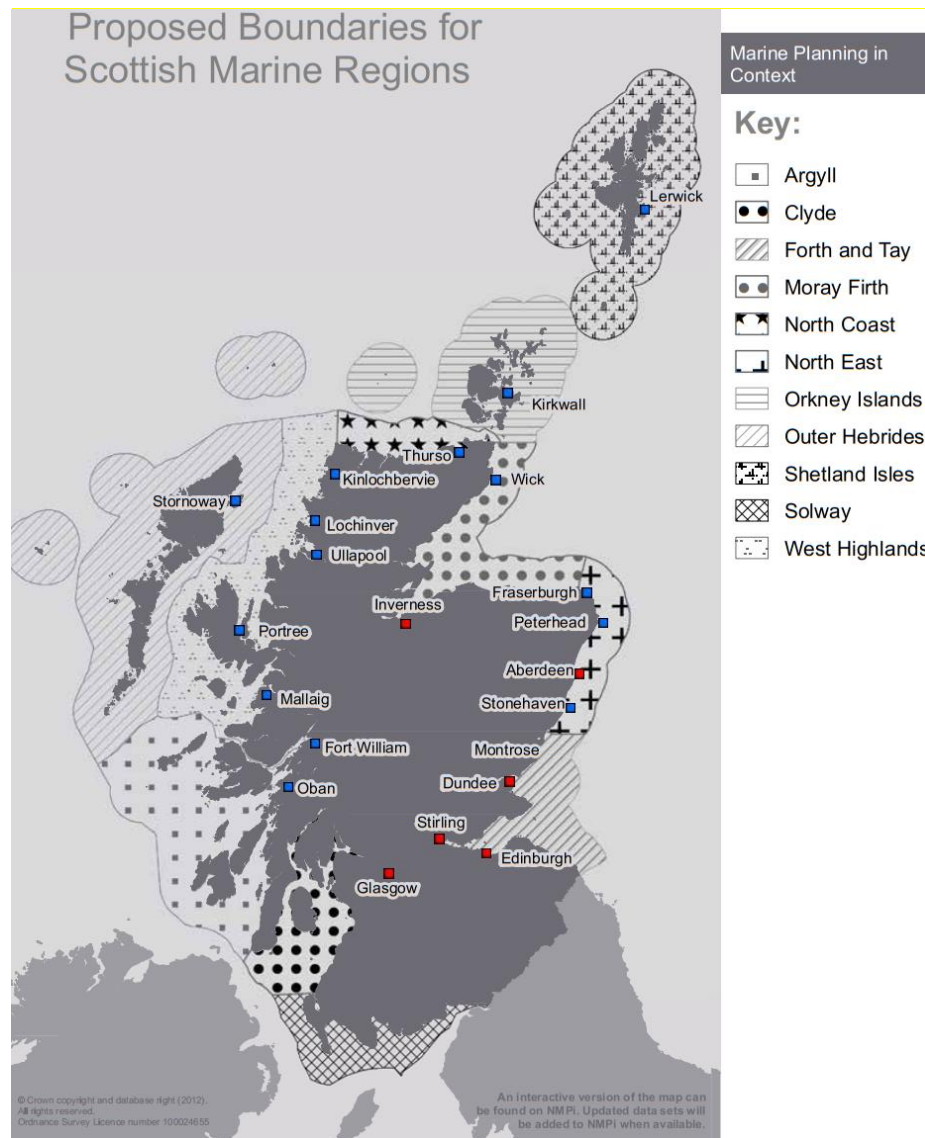 Proposed Boundaries for
Scottish Marine Regions
Marine Planning in
Context
Key:
Argyll
Clyde
Forth and Tay
Moray Firth
North Coast
North East
Orkney Islands
Outer Hebrides
Shetland Isles
Solway
West Highlands
Lerwick
Kirkwall
Thurso
Kinlochbervie
Wick
Stornoway
Lochinver
Ullapool
Fraserburgh
Inverness
Peterhead
Portree
Aberdeen
Mallaig
Stonehaven
Fort William
Montrose
Dundee
Oban
Stirling
Edinburgh
Glasgow
© Crown copyright and database right (2012).
All rights reserved.
Ordnance Survey Licence number 100024655
An interactive version of the map can
be found on NMPi. Updated data sets will
be added to NMPi when available.